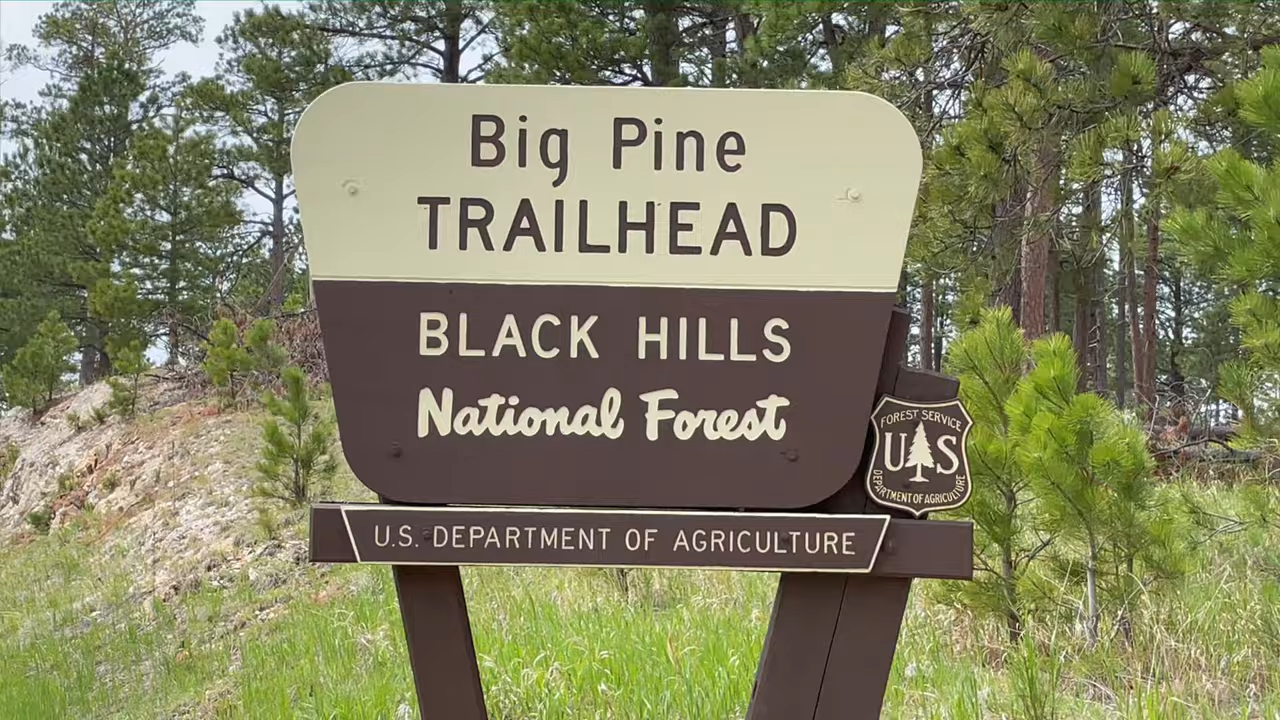 Big Pine
TRAILHEAD
BLACK HILLS
National Forest
FOREST SERVICE
US
DEPARTMENT OF AGRICULTURE
U.S. DEPARTMENT OF AGRICULTURE